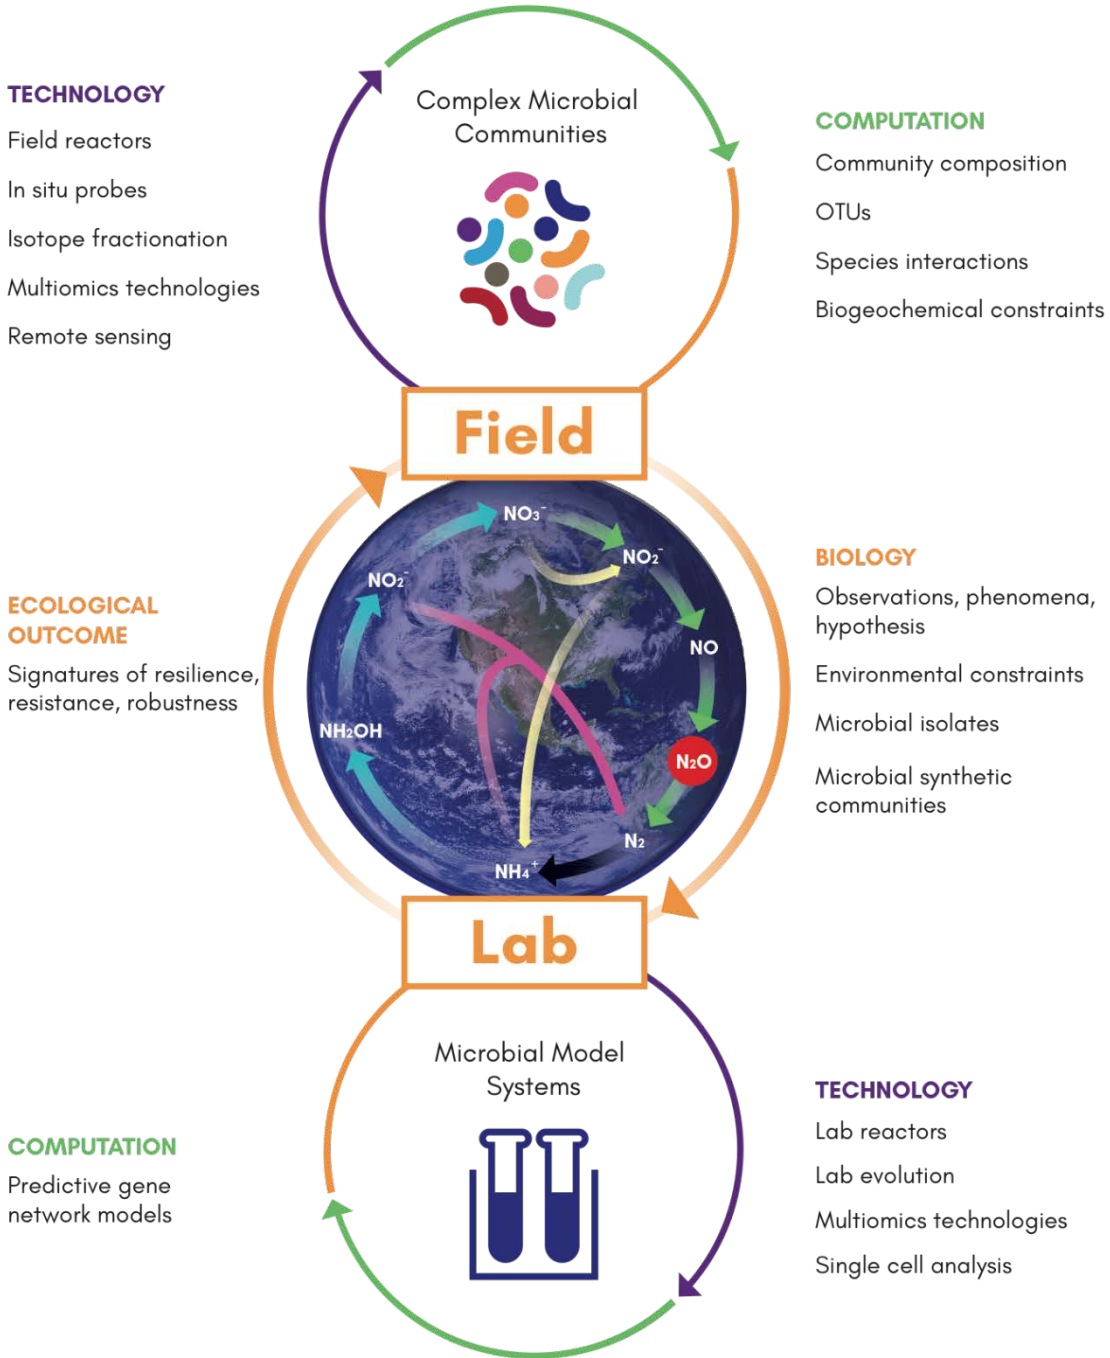 TECHNOLOGY
Field reactors
In situ probes
Isotope fractionation
Multiomics technologies
Remote sensing
Complex Microbial
Communities
COMPUTATION
Community composition
OTUs
Species interactions
Biogeochemical constraints
Field
NO₃⁻
NO₂⁻
NO₂⁻
NO
N₂O
N₂
NH₄⁺
NH₂OH
ECOLOGICAL
OUTCOME
Signatures of resilience,
resistance, robustness
BIOLOGY
Observations, phenomena,
hypothesis
Environmental constraints
Microbial isolates
Microbial synthetic
communities
Lab
Microbial Model
Systems
COMPUTATION
Predictive gene
network models
TECHNOLOGY
Lab reactors
Lab evolution
Multiomics technologies
Single cell analysis